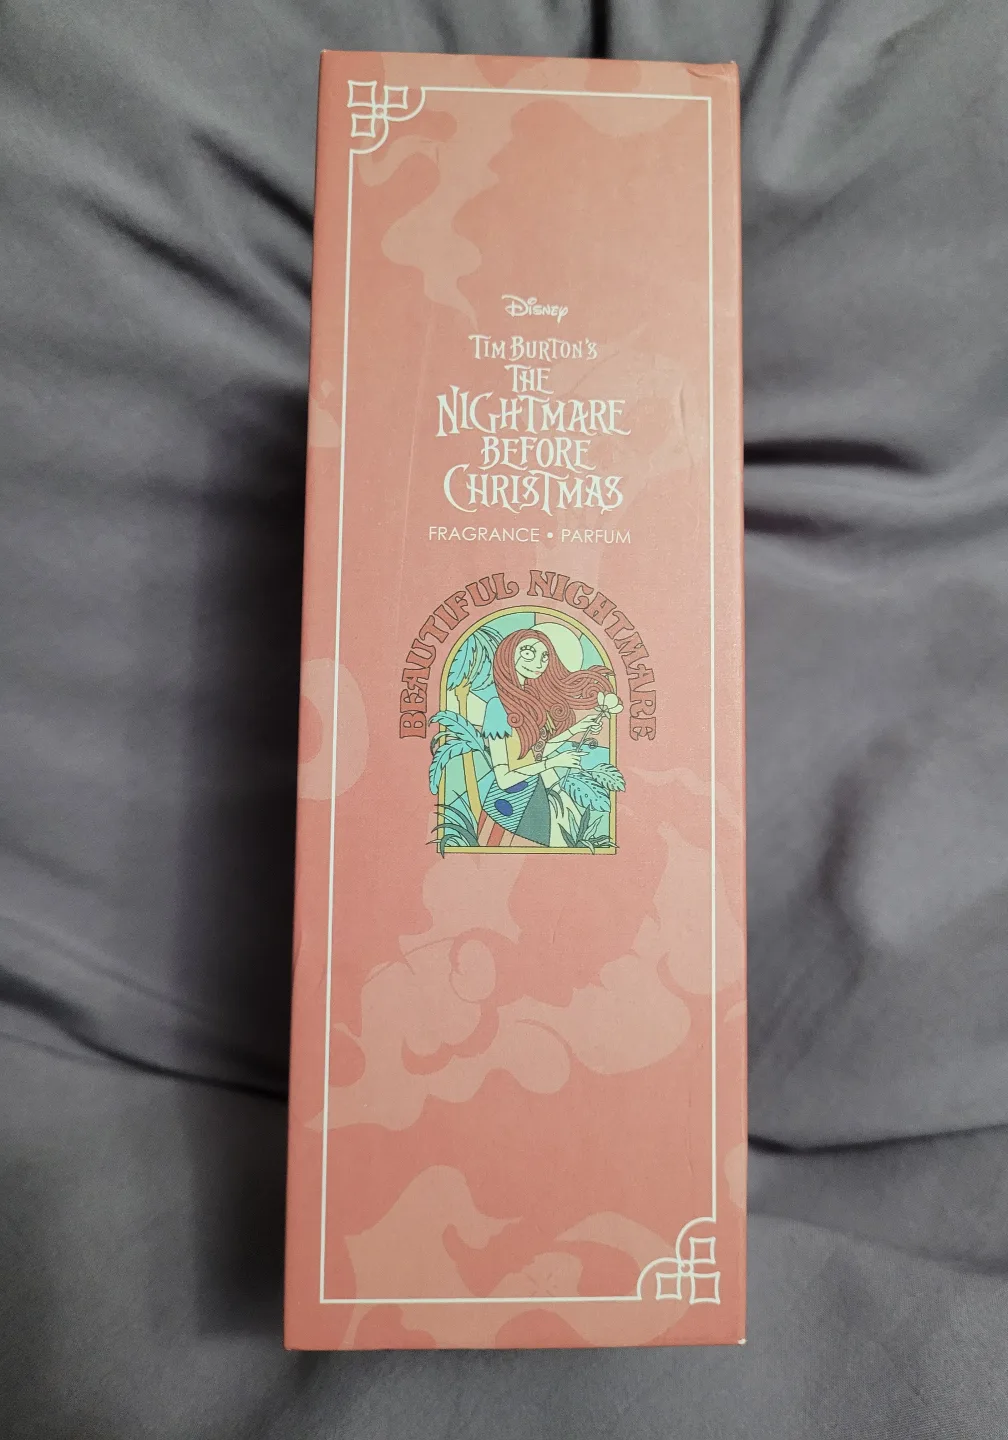 Disney
TIM BURTON'S
THE
NIGHTMARE
BEFORE
CHRISTMAS
FRAGRANCE • PARFUM
BEAUTIFUL NIGHTMARE